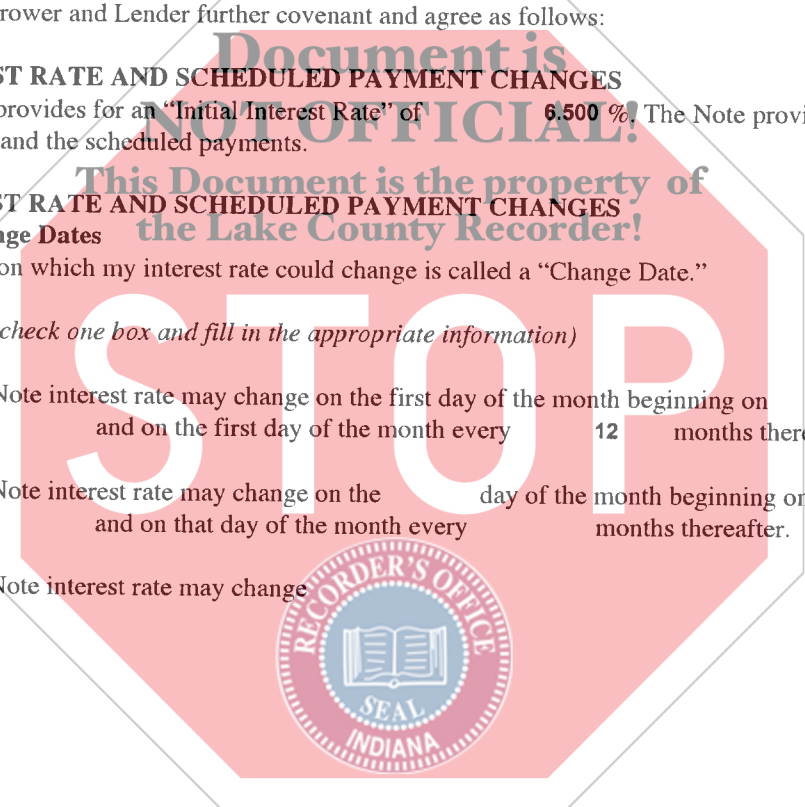 rower and Lender further covenant and agree as follows:
Document is
ST RATE AND SCHEDULED PAYMENT CHANGES
provides for an “Initial Interest Rate” of 6.500 %. The Note provi
NOT OFFICIAL!
and the scheduled payments.
This Document is the property of
ST RATE AND SCHEDULED PAYMENT CHANGES
the Lake County Recorder!
nge Dates
on which my interest rate could change is called a “Change Date.”
check one box and fill in the appropriate information)
STOP
Note interest rate may change on the first day of the month beginning on
and on the first day of the month every 12 months there
Note interest rate may change on the day of the month beginning on
and on that day of the month every months thereafter.
Note interest rate may change
RECORDER'S OFFICE
SEAL
INDIANA